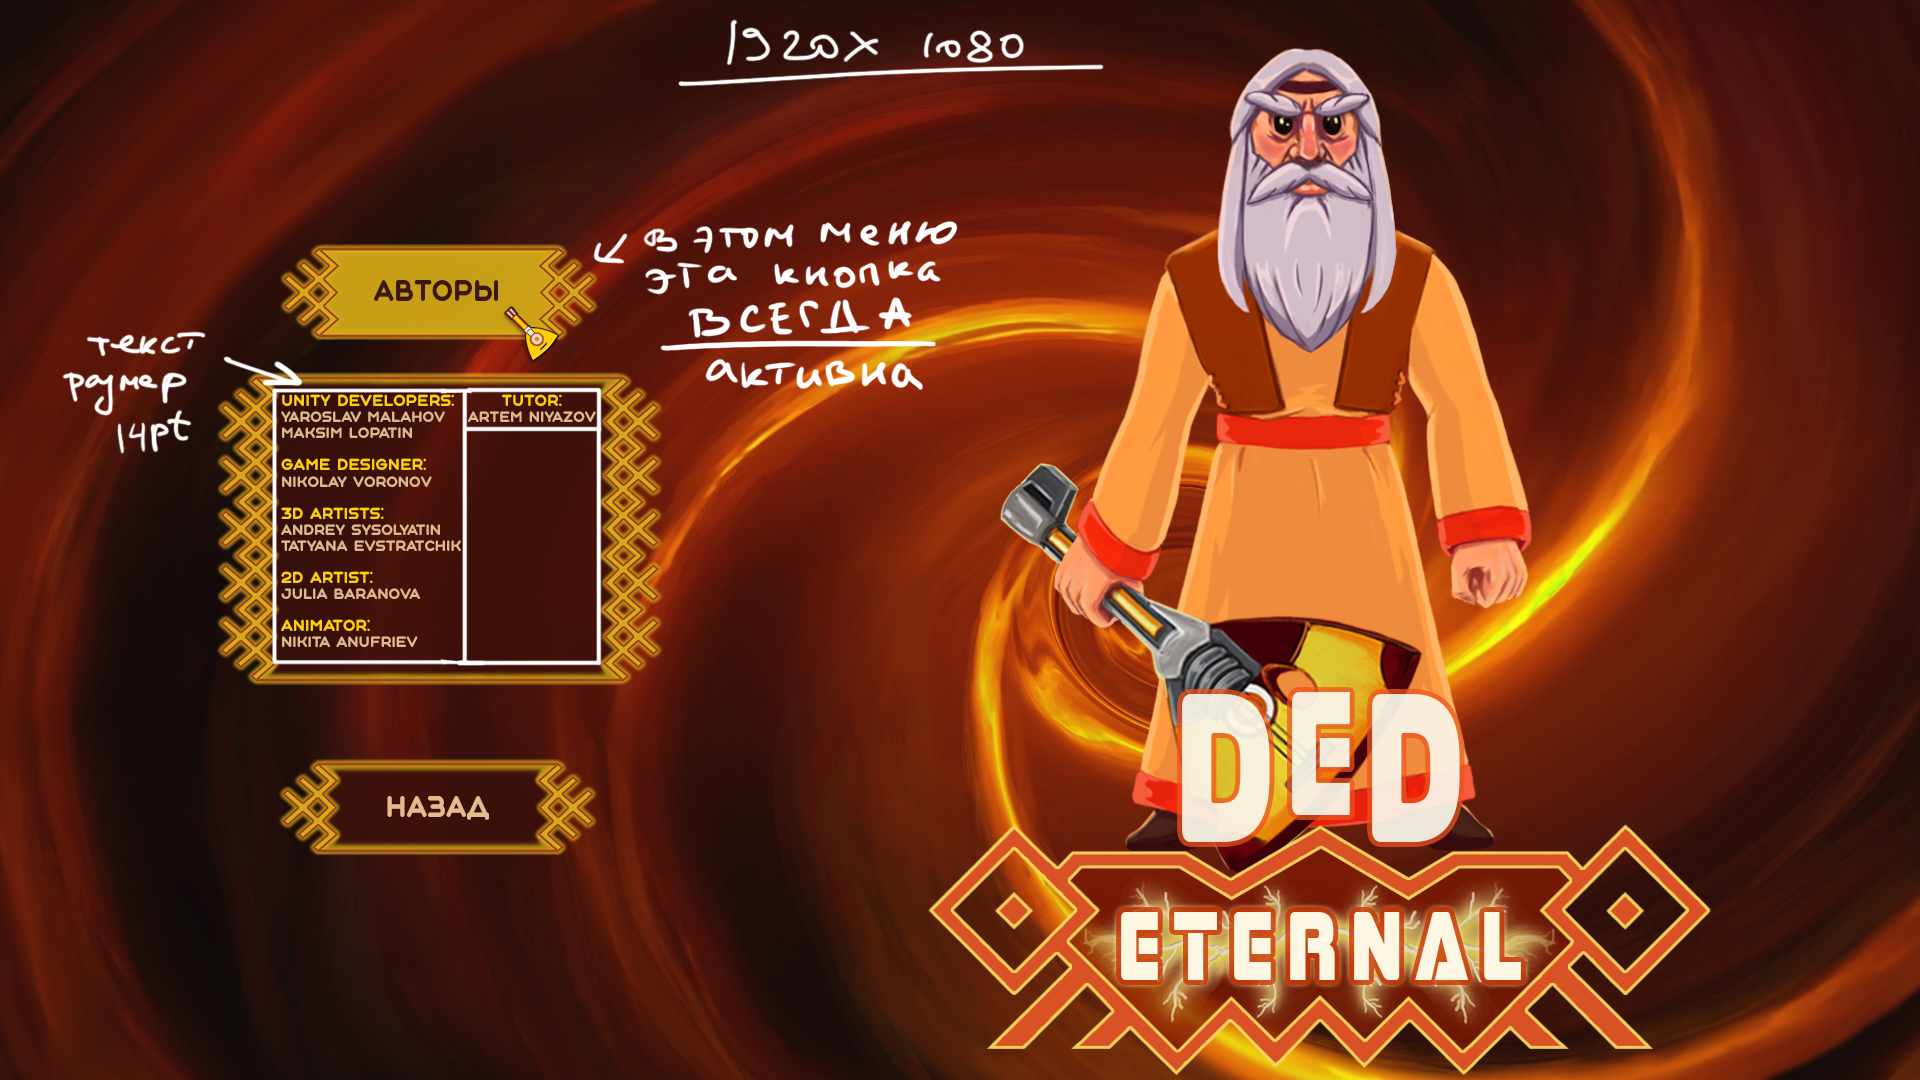 1920X 1080
АВТОРЫ
в этом меню
эта кнопка
ВСЕГДА
активна
текст
размер
14pt
UNITY DEVELOPERS:
YAROSLAV MALAHOV
MAKSIM LOPATIN
GAME DESIGNER:
NIKOLAY VORONOV
3D ARTISTS:
ANDREY SYSOLYATIN
TATYANA EVSTRATCHIK
2D ARTIST:
JULIA BARANOVA
ANIMATOR:
NIKITA ANUFRIEV
TUTOR:
ARTEM NIYAZOV
НАЗАД
DED
ETERNAL